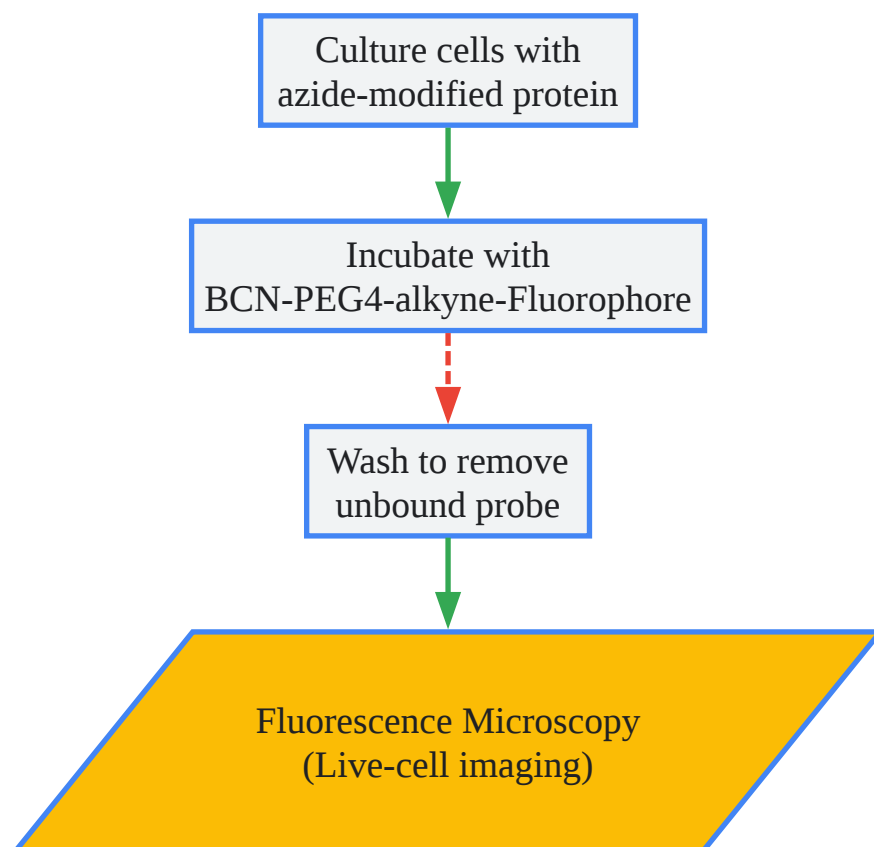 Culture cells with
azide-modified protein
Incubate with
BCN-PEG4-alkyne-Fluorophore
Wash to remove
unbound probe
Fluorescence Microscopy
(Live-cell imaging)